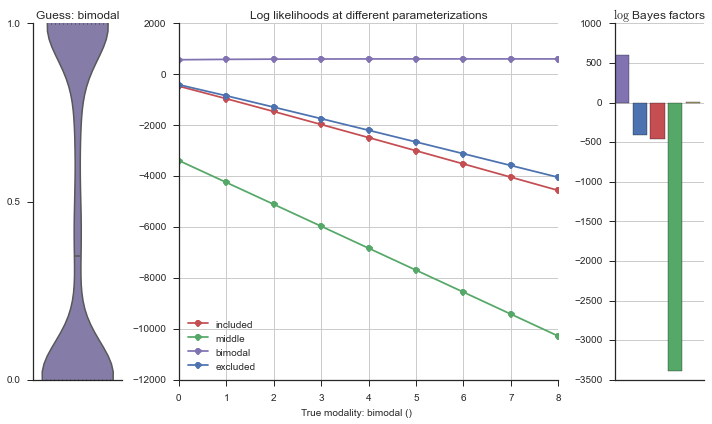 Guess: bimodal
1.0
0.5
0.0
Log likelihoods at different parameterizations
2000
0
−2000
−4000
−6000
−8000
−10000
−12000
included
middle
bimodal
excluded
0 1 2 3 4 5 6 7 8
True modality: bimodal ()
log Bayes factors
1000
500
0
−500
−1000
−1500
−2000
−2500
−3000
−3500